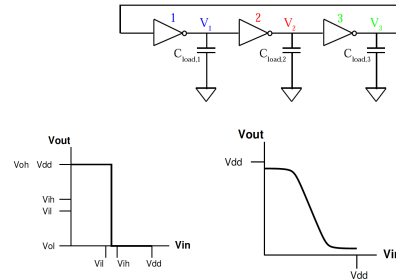 1 V1 2 V2 3 V3
Cload,1 Cload,2 Cload,3
Vout
Voh Vdd
Vih
Vil
Vol
Vil Vih Vdd
Vin
Vout
Vdd
Vdd
Vin